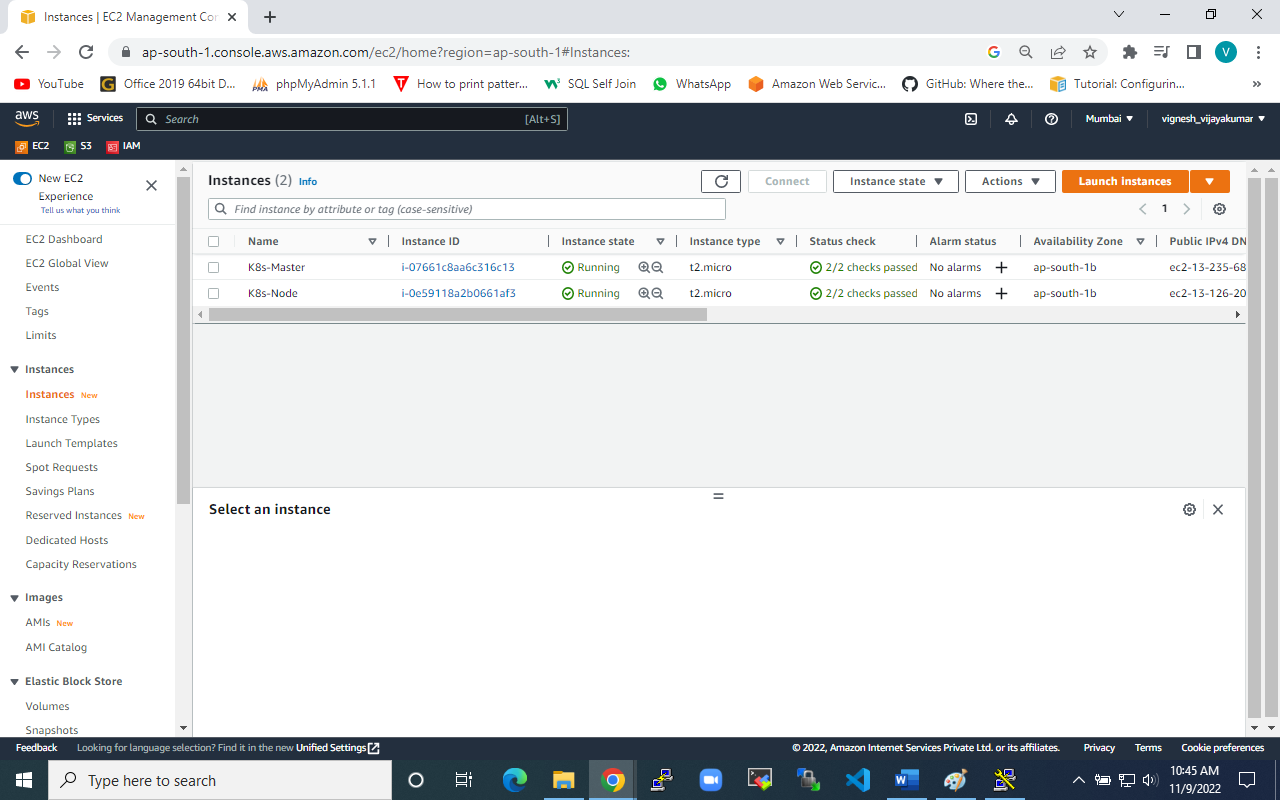 Instances | EC2 Management Con
ap-south-1.console.aws.amazon.com/ec2/home?region=ap-south-1#Instances:
V
YouTube
Office 2019 64bit D...
phpMyAdmin 5.1.1
How to print patter...
SQL Self Join
WhatsApp
Amazon Web Servic...
GitHub: Where the...
Tutorial: Configurin...
aws
Services
Search
[Alt+S]
Mumbai
vignesh_vijayakumar
EC2
S3
IAM
New EC2
Experience
Tell us what you think
EC2 Dashboard
EC2 Global View
Events
Tags
Limits
Instances
Instances New
Instance Types
Launch Templates
Spot Requests
Savings Plans
Reserved Instances New
Dedicated Hosts
Capacity Reservations
Images
AMIs New
AMI Catalog
Elastic Block Store
Volumes
Snapshots
Instances (2) Info
Connect
Instance state
Actions
Launch instances
Find instance by attribute or tag (case-sensitive)
1
Name Instance ID Instance state Instance type Status check Alarm status Availability Zone Public IPv4 DN
K8s-Master i-07661c8aa6c316c13 Running t2.micro 2/2 checks passed No alarms ap-south-1b ec2-13-235-68
K8s-Node i-0e59118a2b0661af3 Running t2.micro 2/2 checks passed No alarms ap-south-1b ec2-13-126-20
Select an instance
Feedback
Looking for language selection? Find it in the new Unified Settings
© 2022, Amazon Internet Services Private Ltd. or its affiliates.
Privacy
Terms
Cookie preferences
Type here to search
10:45 AM
11/9/2022